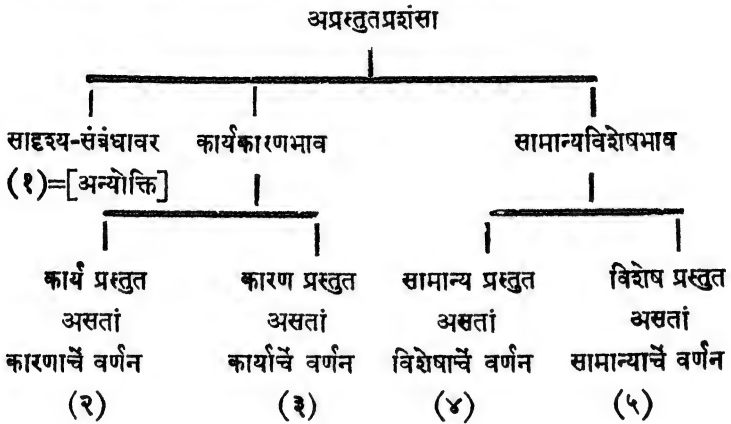 अप्रस्तुतप्रशंसा
सादृश्य-संबंधावर कार्यकारणभाव सामान्यविशेषभाव
(१)=[अन्योक्ति]
कार्य प्रस्तुत कारण प्रस्तुत सामान्य प्रस्तुत विशेष प्रस्तुत
असतां असतां असतां असतां
कारणाचें वर्णन कार्याचें वर्णन विशेषाचें वर्णन सामान्याचें वर्णन
(२) (३) (४) (५)